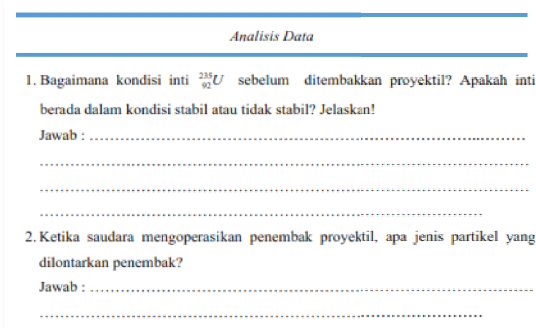 Analisis Data
1. Bagaimana kondisi inti ²³⁵₉₂U sebelum ditembakkan proyektil? Apakah inti
berada dalam kondisi stabil atau tidak stabil? Jelaskan!
Jawab : ................................................................................
................................................................................
................................................................................
................................................................................
2. Ketika saudara mengoperasikan penembak proyektil, apa jenis partikel yang
dilontarkan penembak?
Jawab : ................................................................................
................................................................................